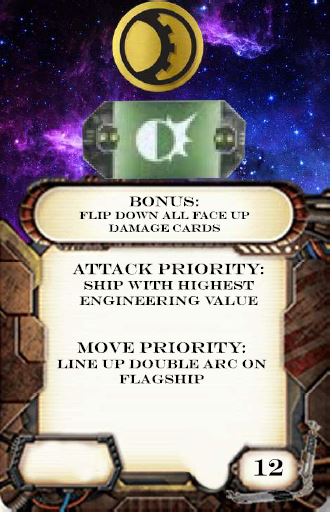 BONUS:
FLIP DOWN ALL FACE UP
DAMAGE CARDS
ATTACK PRIORITY:
SHIP WITH HIGHEST
ENGINEERING VALUE
MOVE PRIORITY:
LINE UP DOUBLE ARC ON
FLAGSHIP
12